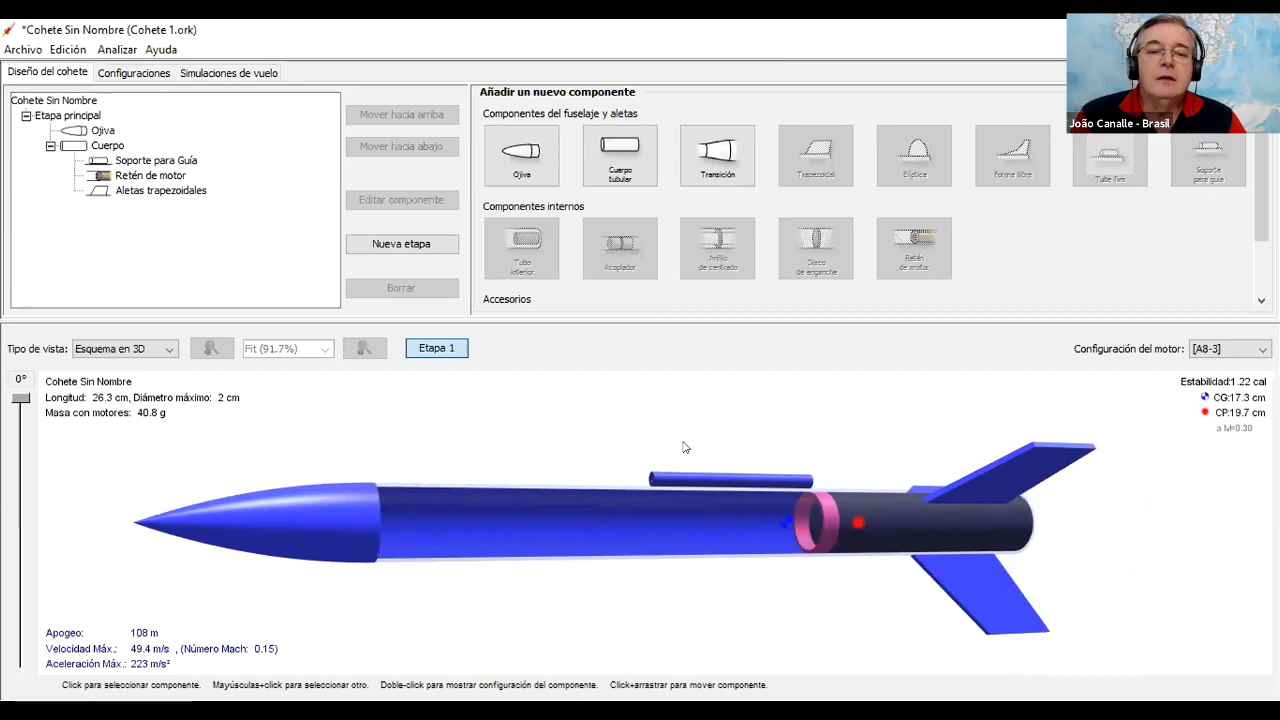 *Cohete Sin Nombre (Cohete 1.ork)
Archivo Edición Analizar Ayuda
Diseño del cohete Configuraciones Simulaciones de vuelo
Cohete Sin Nombre
Etapa principal
Ojiva
Cuerpo
Soporte para Guía
Retén de motor
Aletas trapezoidales
Mover hacia arriba
Mover hacia abajo
Editar componente
Nueva etapa
Borrar
Añadir un nuevo componente
Componentes del fuselaje y aletas
Ojiva
Cuerpo
tubular
Transición
Trapezoidal
Elíptica
Forma libre
Tube fins
Soporte
para guía
Componentes internos
Tubo
interior
Acoplador
Anillo
de centrado
Disco
de enganche
Retén
de motor
Accesorios
João Canalle - Brasil
Tipo de vista: Esquema en 3D
Fit (91.7%)
Etapa 1
Configuración del motor: [A8-3]
0°
Cohete Sin Nombre
Longitud: 26.3 cm, Diámetro máximo: 2 cm
Masa con motores: 40.8 g
Estabilidad:1.22 cal
CG:17.3 cm
CP:19.7 cm
a M=0.30
Apogeo: 108 m
Velocidad Máx.: 49.4 m/s , (Número Mach: 0.15)
Aceleración Máx.: 223 m/s²
Click para seleccionar componente. Mayúsculas+click para seleccionar otro. Doble-click para mostrar configuración del componente. Click+arrastrar para mover componente.